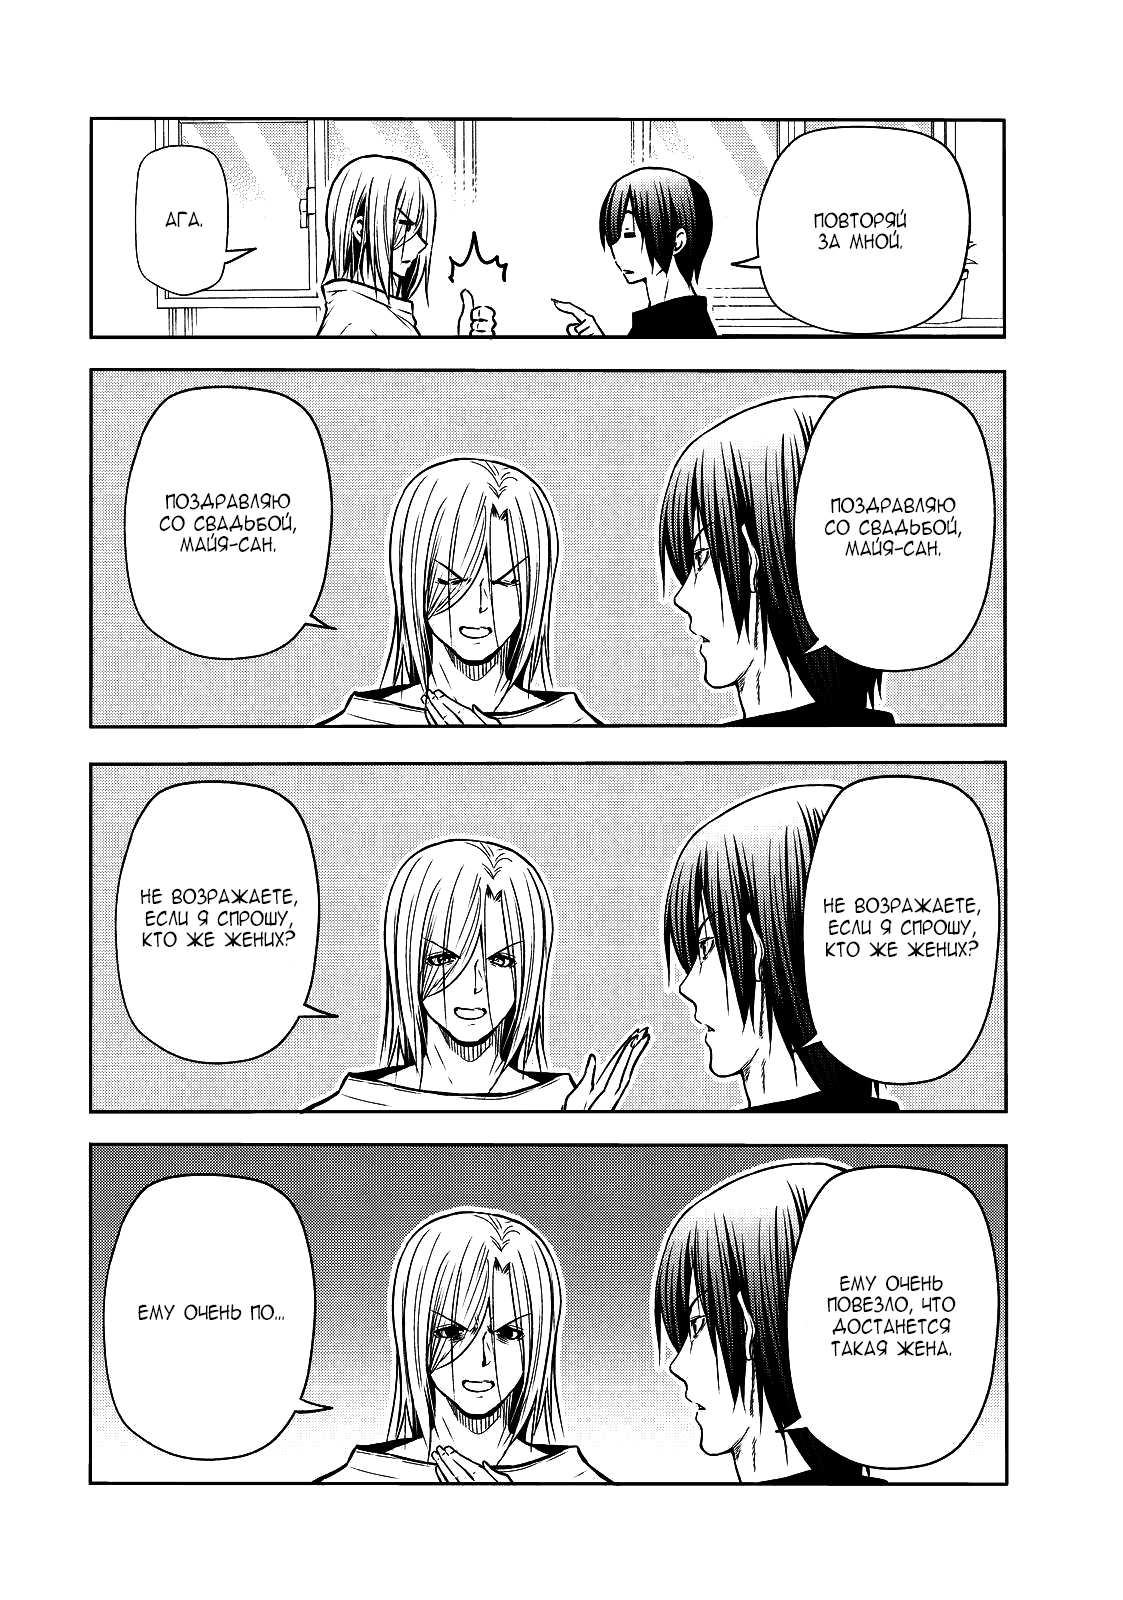 ПОВТОРЯЙ
ЗА МНОЙ.
АГА.
ПОЗДРАВЛЯЮ
СО СВАДЬБОЙ,
МАЙЯ-САН.
ПОЗДРАВЛЯЮ
СО СВАДЬБОЙ,
МАЙЯ-САН.
НЕ ВОЗРАЖАЕТЕ,
ЕСЛИ Я СПРОШУ,
КТО ЖЕ ЖЕНИХ?
НЕ ВОЗРАЖАЕТЕ,
ЕСЛИ Я СПРОШУ,
КТО ЖЕ ЖЕНИХ?
ЕМУ ОЧЕНЬ
ПОВЕЗЛО, ЧТО
ДОСТАНЕТСЯ
ТАКАЯ ЖЕНА.
ЕМУ ОЧЕНЬ ПО...